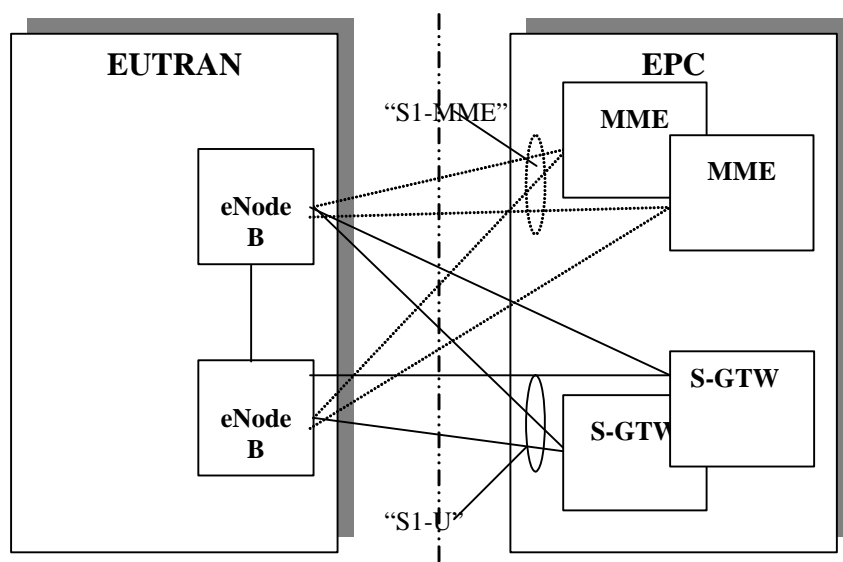 EUTRAN
EPC
“S1-MME”
MME
MME
eNode
B
eNode
B
S-GTW
S-GTW
“S1-U”